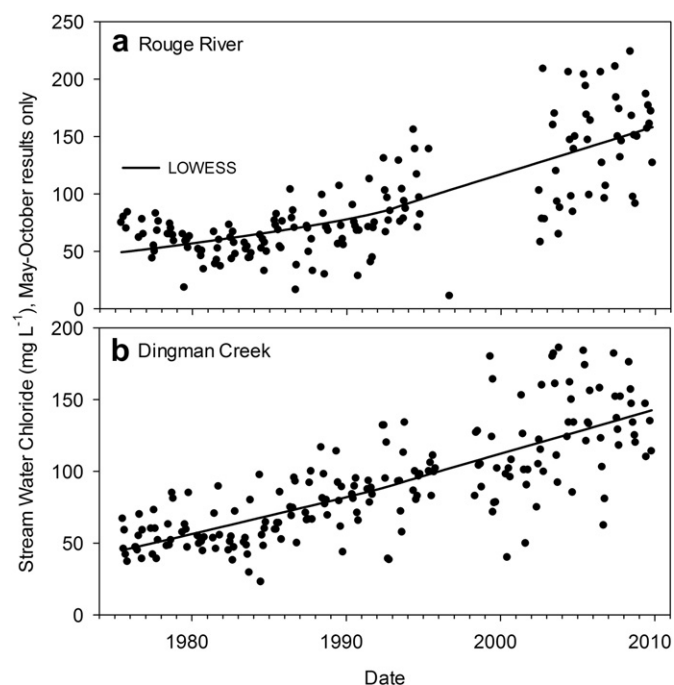 250
a Rouge River
200
150
LOWESS
100
50
0
200
b Dingman Creek
150
100
50
0
Stream Water Chloride (mg L⁻¹), May-October results only
1980 1990 2000 2010
Date